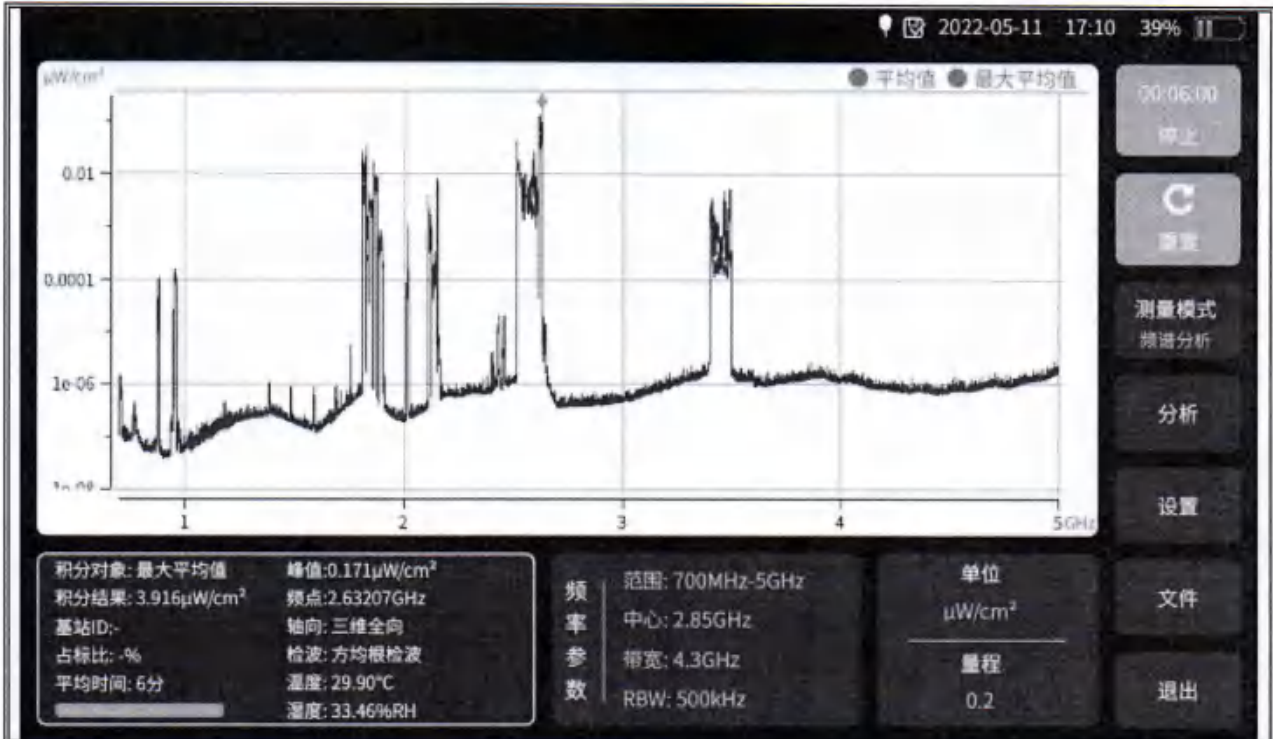 2022-05-11 17:10 39%
μW/cm²
平均值 最大平均值
0.01
0.0001
1e-06
1e-08
1 2 3 4 5GHz
00:06:00
停止
重置
测量模式
频谱分析
分析
设置
文件
退出
积分对象: 最大平均值
积分结果: 3.916μW/cm²
基站ID:-
占标比: -%
平均时间: 6分
峰值:0.171μW/cm²
频点:2.63207GHz
轴向: 三维全向
检波: 方均根检波
温度: 29.90°C
湿度: 33.46%RH
频率参数
范围: 700MHz-5GHz
中心: 2.85GHz
带宽: 4.3GHz
RBW: 500kHz
单位
μW/cm²
量程
0.2